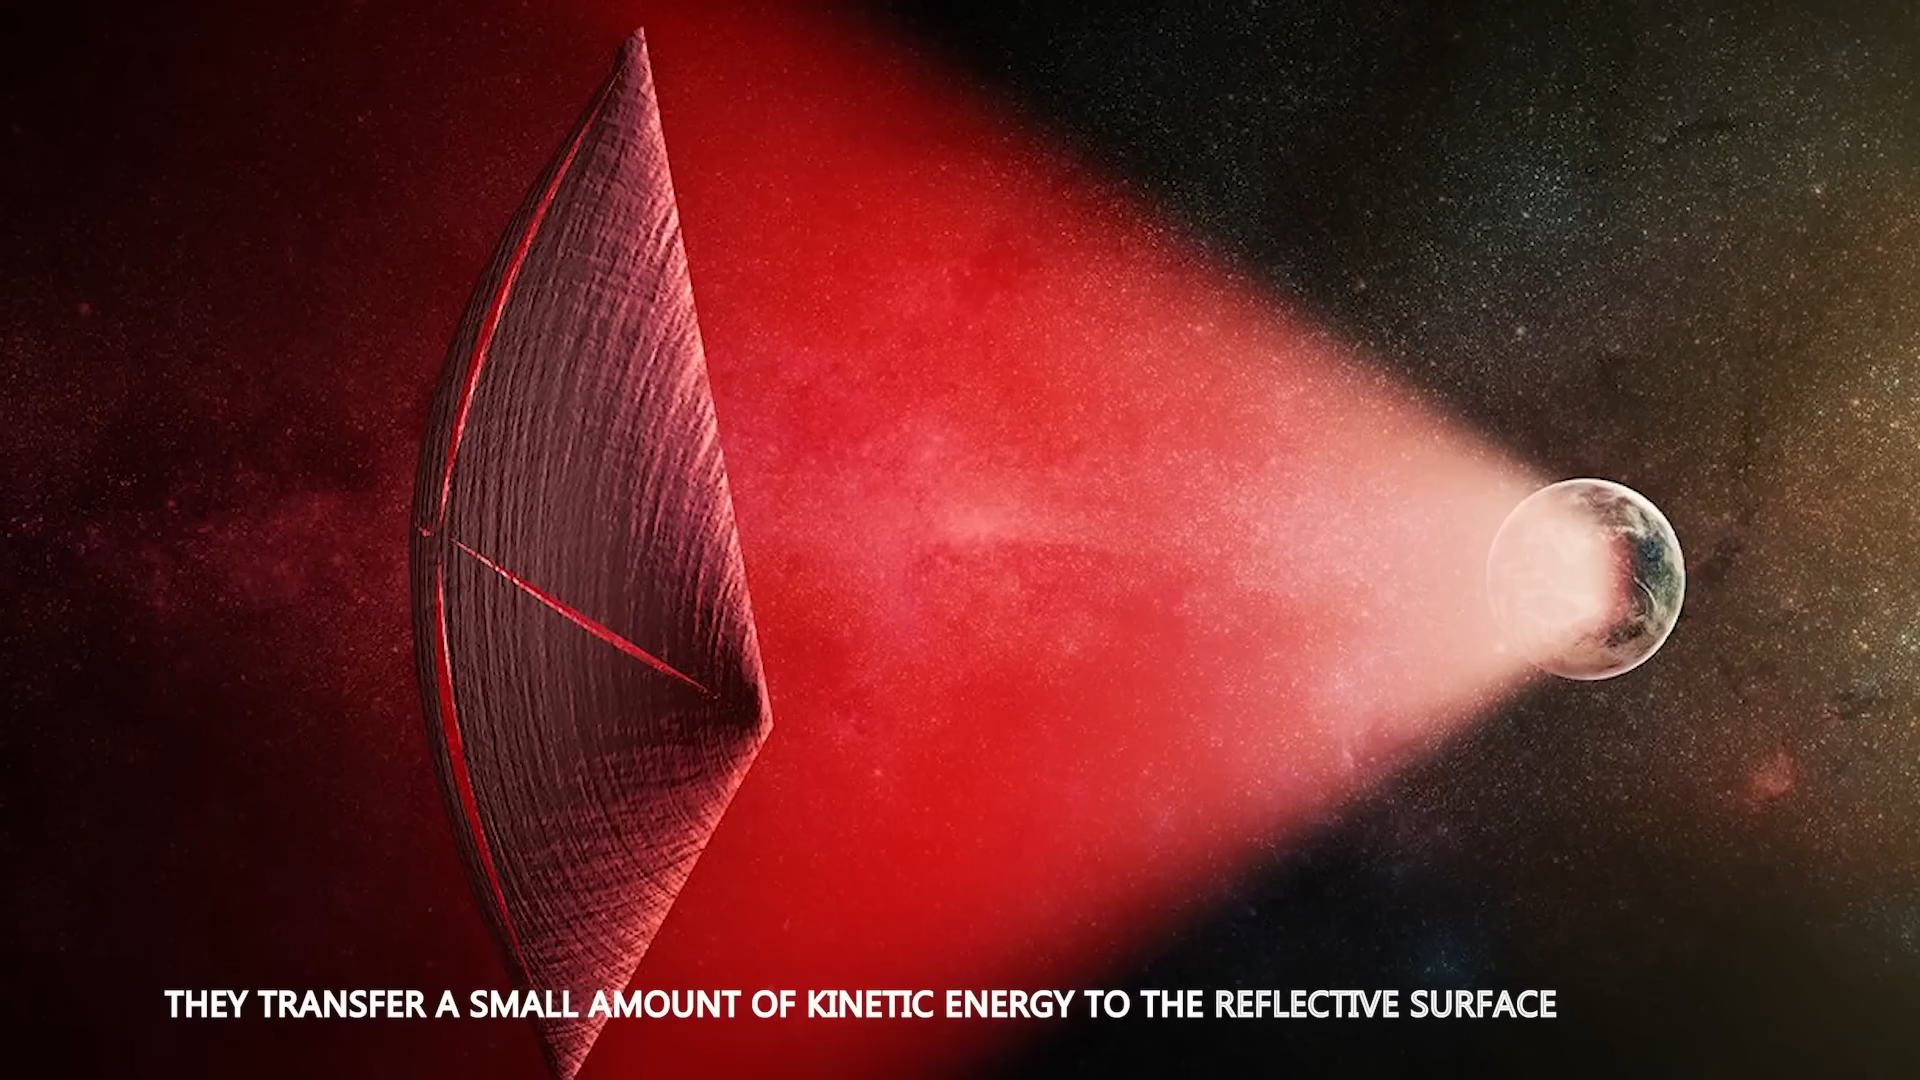 THEY TRANSFER A SMALL AMOUNT OF KINETIC ENERGY TO THE REFLECTIVE SURFACE